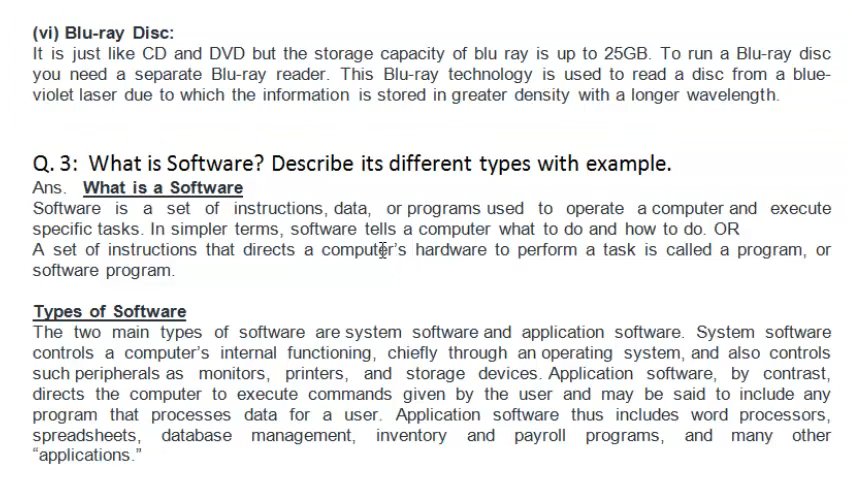 (vi) Blu-ray Disc:
It is just like CD and DVD but the storage capacity of blu ray is up to 25GB. To run a Blu-ray disc
you need a separate Blu-ray reader. This Blu-ray technology is used to read a disc from a blue-
violet laser due to which the information is stored in greater density with a longer wavelength.
Q. 3: What is Software? Describe its different types with example.
Ans. What is a Software
Software is a set of instructions, data, or programs used to operate a computer and execute
specific tasks. In simpler terms, software tells a computer what to do and how to do. OR
A set of instructions that directs a computer's hardware to perform a task is called a program, or
software program.
Types of Software
The two main types of software are system software and application software. System software
controls a computer's internal functioning, chiefly through an operating system, and also controls
such peripherals as monitors, printers, and storage devices. Application software, by contrast,
directs the computer to execute commands given by the user and may be said to include any
program that processes data for a user. Application software thus includes word processors,
spreadsheets, database management, inventory and payroll programs, and many other
“applications.”